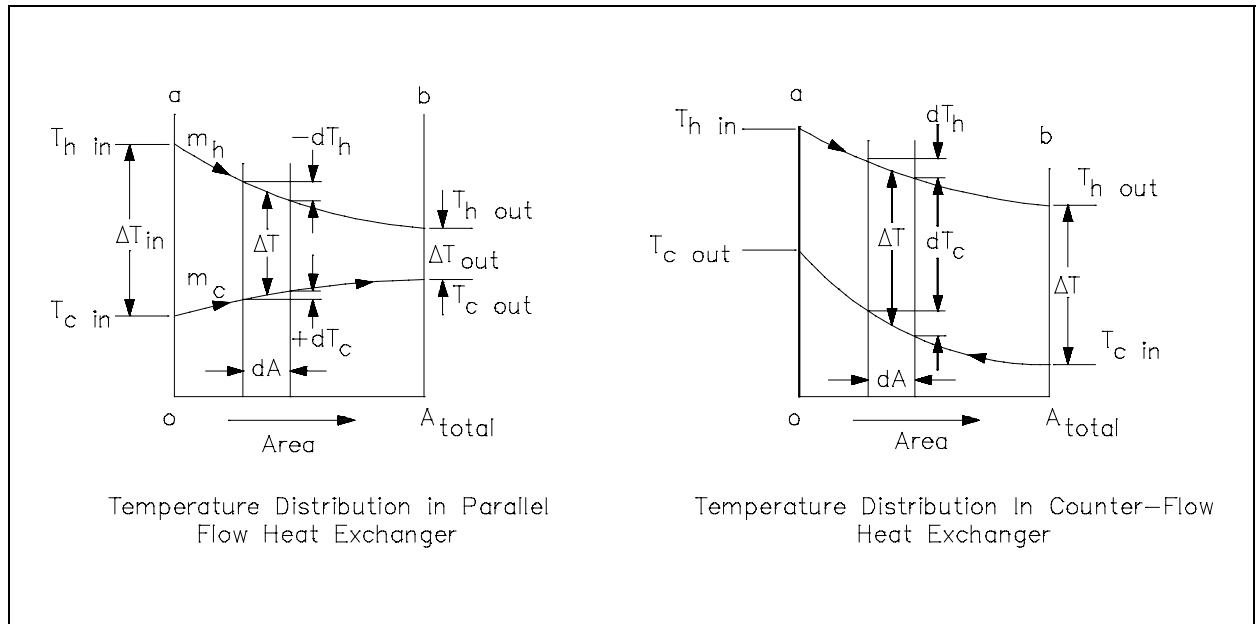 a
b
T_h in
m_h
-dT_h
T_h out
ΔT_in
ΔT
ΔT_out
m_c
T_c out
T_c in
+dT_c
dA
o
A_total
Area
Temperature Distribution in Parallel
Flow Heat Exchanger
a
dT_h
T_h in
b
T_h out
T_c out
ΔT
dT_c
ΔT
T_c in
dA
o
A_total
Area
Temperature Distribution In Counter-Flow
Heat Exchanger